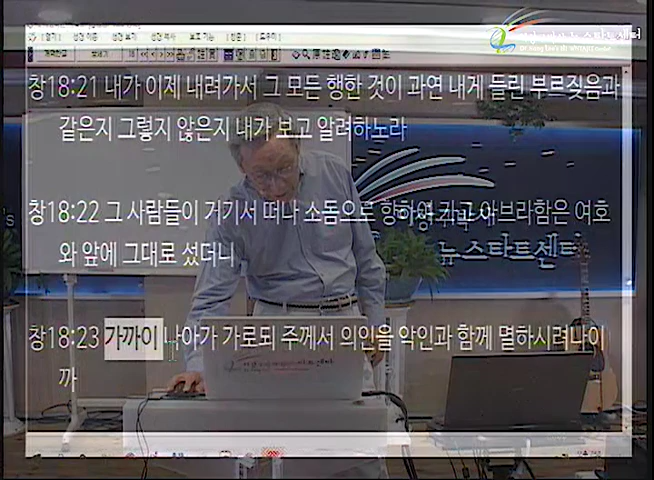 뉴스타트센터
창18:21 내가 이제 내려가서 그 모든 행한 것이 과연 내게 들린 부르짖음과
같은지 그렇지 않은지 내가 보고 알려하노라
창18:22 그 사람들이 거기서 떠나 소돔으로 향하여 가고 아브라함은 여호
와 앞에 그대로 섰더니
뉴스타트센터
창18:23 가까이 나아가 가로되 주께서 의인을 악인과 함께 멸하시려나이
까